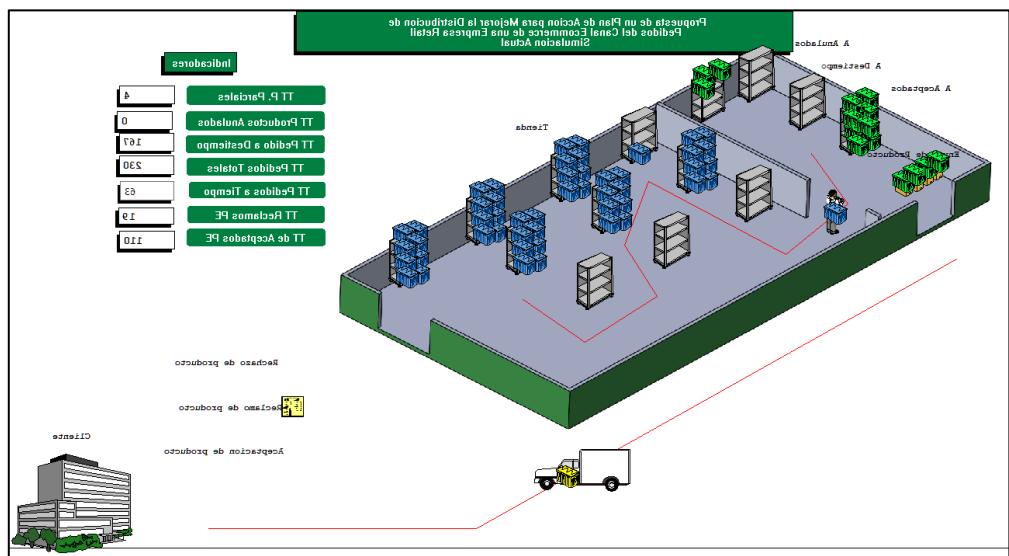 Propuesta de un Plan de Accion para Mejorar la Distribucion de
Pedidos del Canal Ecommerce de una Empresa Retail
Simulacion Actual
Indicadores
TT P. Parciales 4
TT Productos Anulados 0
TT Pedido a Destiempo 167
TT Pedidos Totales 230
TT Pedidos a Tiempo 63
TT Reclamos PE 19
TT de Aceptados PE 110
A Anulados
A Destiempo
A Aceptados
Tienda
Envio de Producto
Rechazo de producto
Reclamo de producto
Aceptacion de producto
Cliente